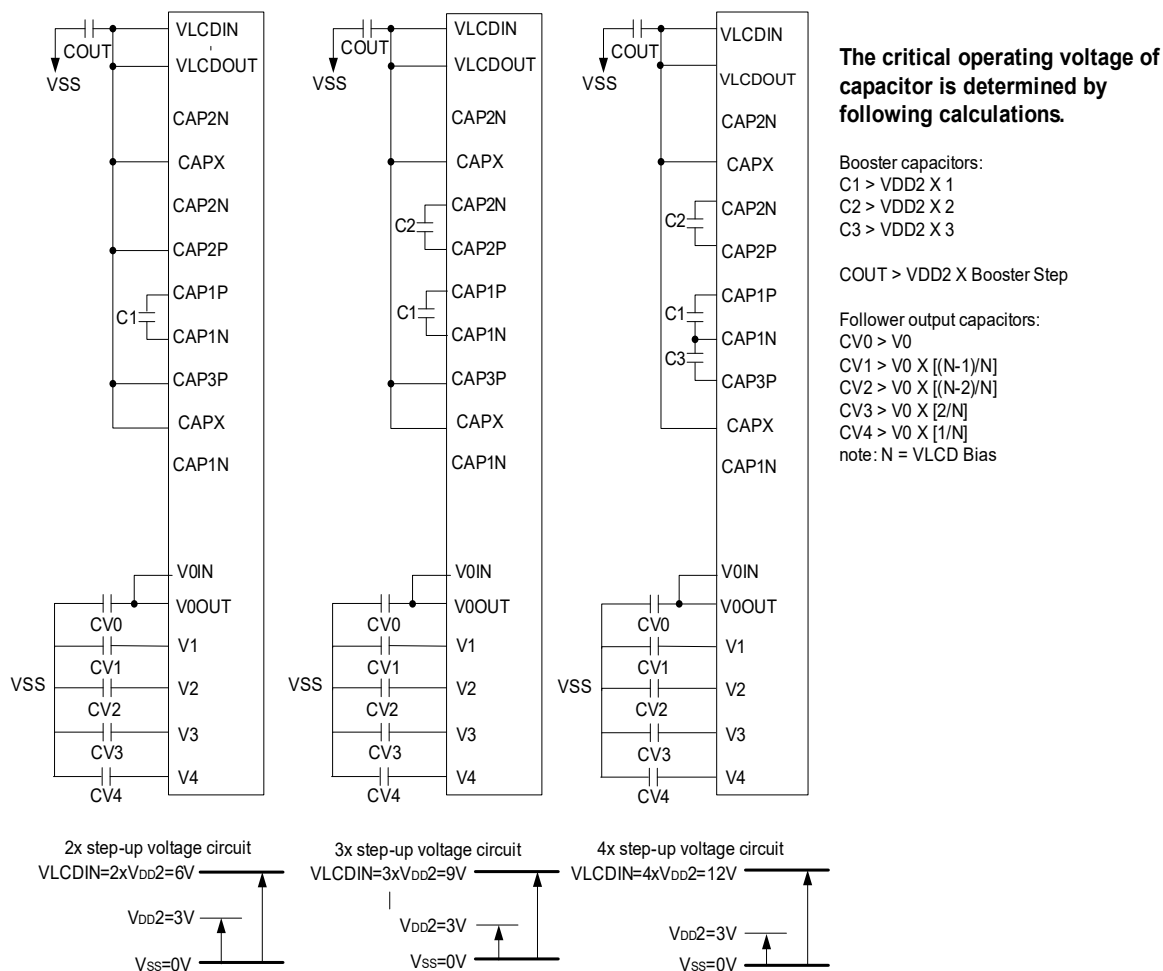 VLCDIN
COUT
VLCDOUT
VSS
CAP2N
CAPX
CAP2N
CAP2P
CAP1P
C1
CAP1N
CAP3P
CAPX
CAP1N
V0IN
V0OUT
CV0
V1
CV1
VSS
V2
CV2
V3
CV3
V4
CV4
2x step-up voltage circuit
VLCDIN=2xVDD2=6V
VDD2=3V
VSS=0V
VLCDIN
COUT
VLCDOUT
VSS
CAP2N
CAPX
CAP2N
C2
CAP2P
CAP1P
C1
CAP1N
CAP3P
CAPX
CAP1N
V0IN
V0OUT
CV0
V1
CV1
VSS
V2
CV2
V3
CV3
V4
CV4
3x step-up voltage circuit
VLCDIN=3xVDD2=9V
VDD2=3V
VSS=0V
VLCDIN
COUT
VLCDOUT
VSS
CAP2N
CAPX
CAP2N
C2
CAP2P
CAP1P
C1
CAP1N
C3
CAP3P
CAPX
CAP1N
V0IN
V0OUT
CV0
V1
CV1
VSS
V2
CV2
V3
CV3
V4
CV4
4x step-up voltage circuit
VLCDIN=4xVDD2=12V
VDD2=3V
VSS=0V
The critical operating voltage of
capacitor is determined by
following calculations.
Booster capacitors:
C1 > VDD2 X 1
C2 > VDD2 X 2
C3 > VDD2 X 3
COUT > VDD2 X Booster Step
Follower output capacitors:
CV0 > V0
CV1 > V0 X [(N-1)/N]
CV2 > V0 X [(N-2)/N]
CV3 > V0 X [2/N]
CV4 > V0 X [1/N]
note: N = VLCD Bias